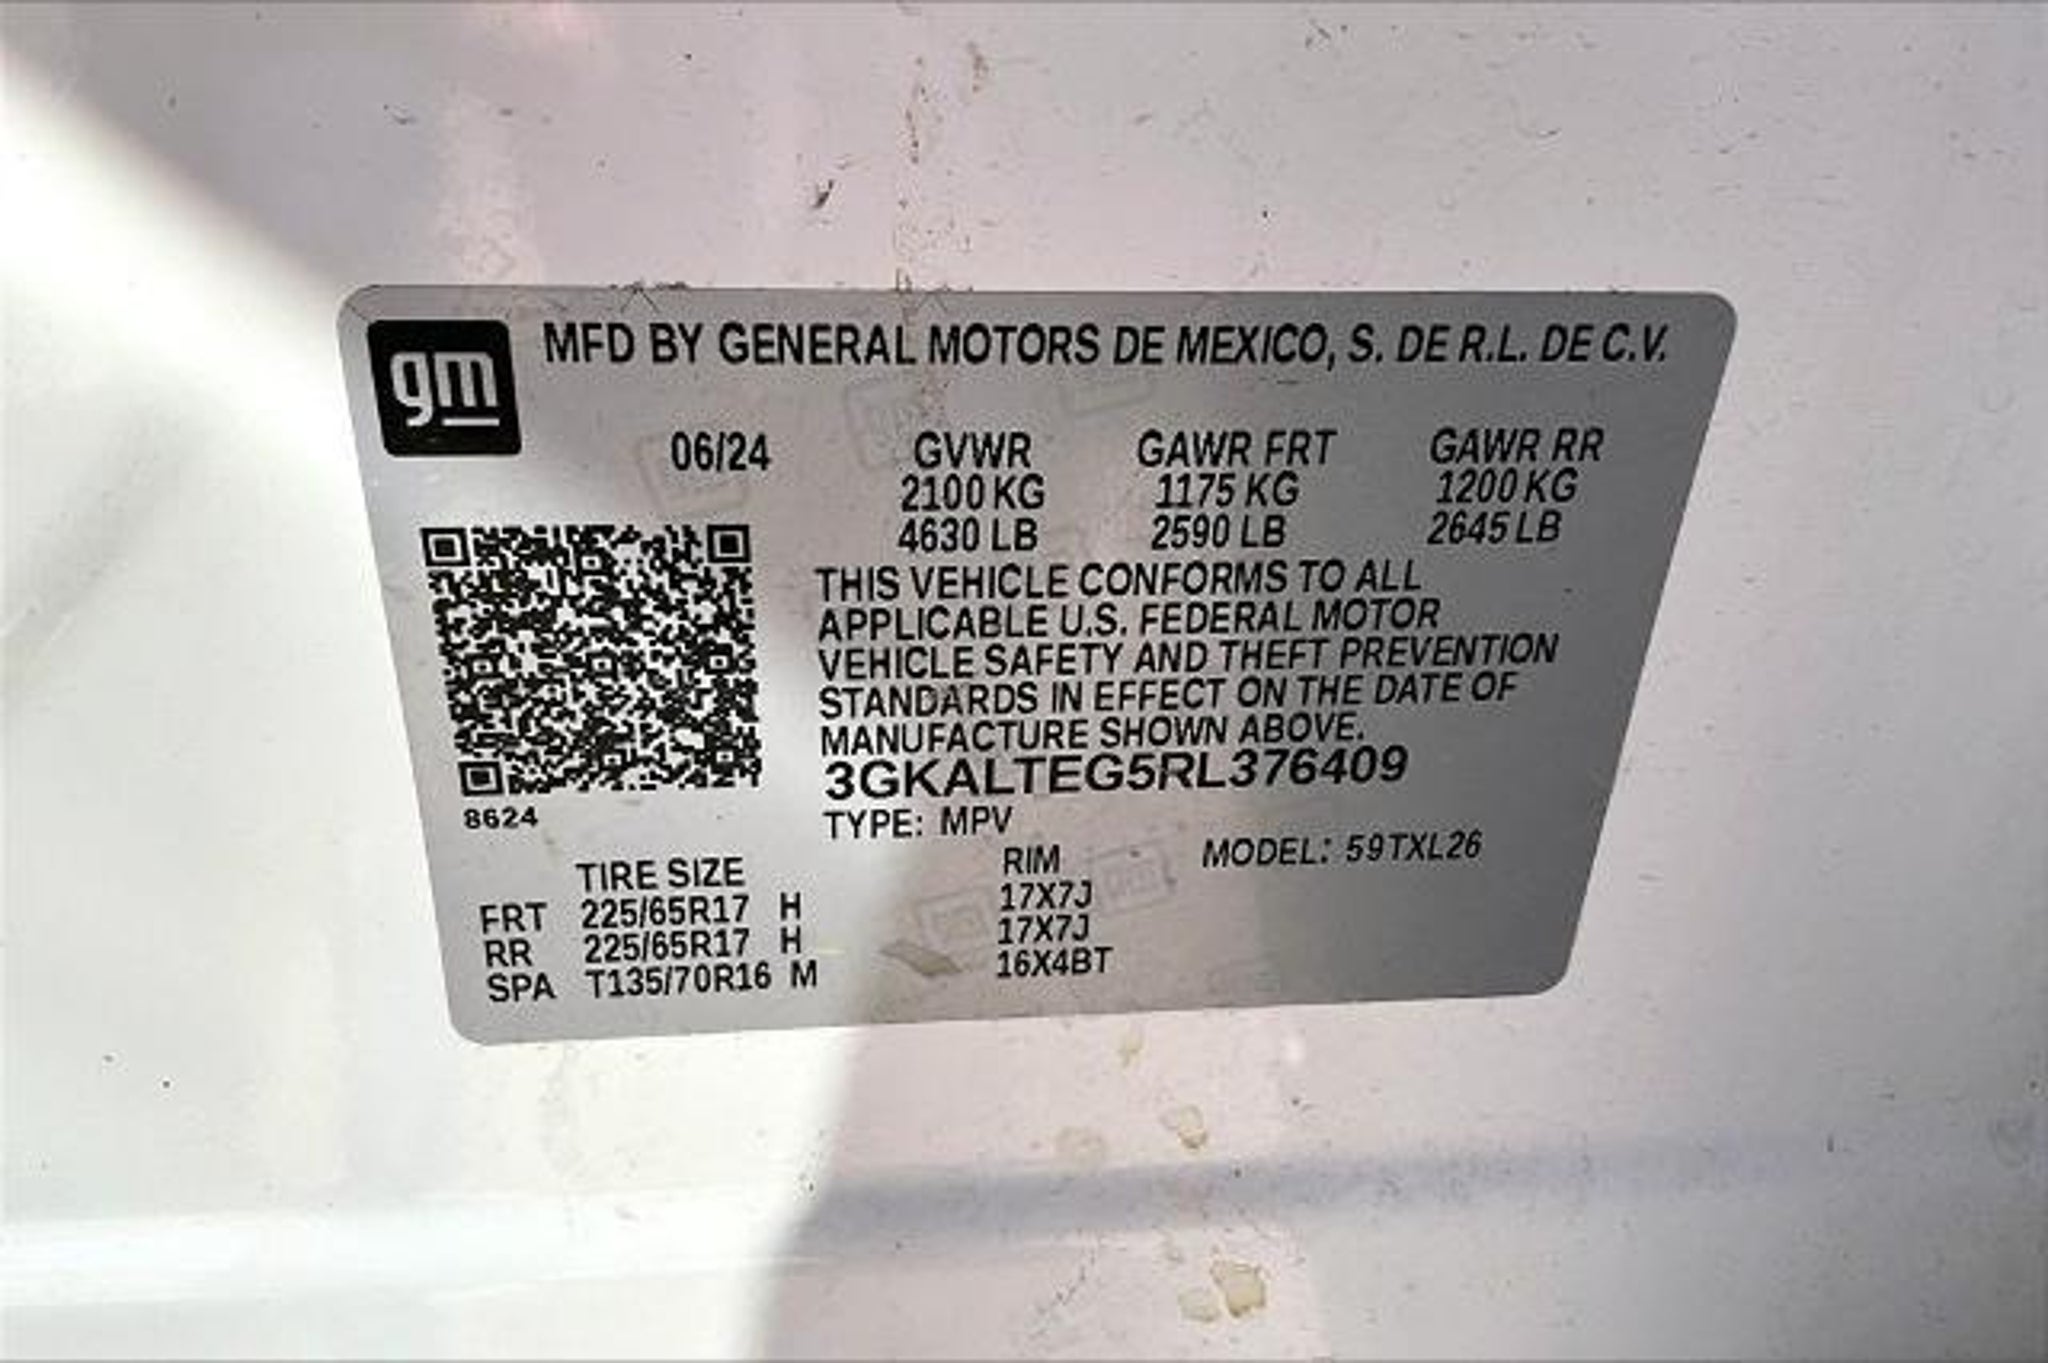 gm MFD BY GENERAL MOTORS DE MEXICO, S. DE R.L. DE C.V.
06/24 GVWR GAWR FRT GAWR RR
2100 KG 1175 KG 1200 KG
4630 LB 2590 LB 2645 LB
THIS VEHICLE CONFORMS TO ALL
APPLICABLE U.S. FEDERAL MOTOR
VEHICLE SAFETY AND THEFT PREVENTION
STANDARDS IN EFFECT ON THE DATE OF
MANUFACTURE SHOWN ABOVE.
3GKALTEG5RL376409
8624
TYPE: MPV
TIRE SIZE RIM MODEL: 59TXL26
FRT 225/65R17 H 17X7J
RR 225/65R17 H 17X7J
SPA T135/70R16 M 16X4BT